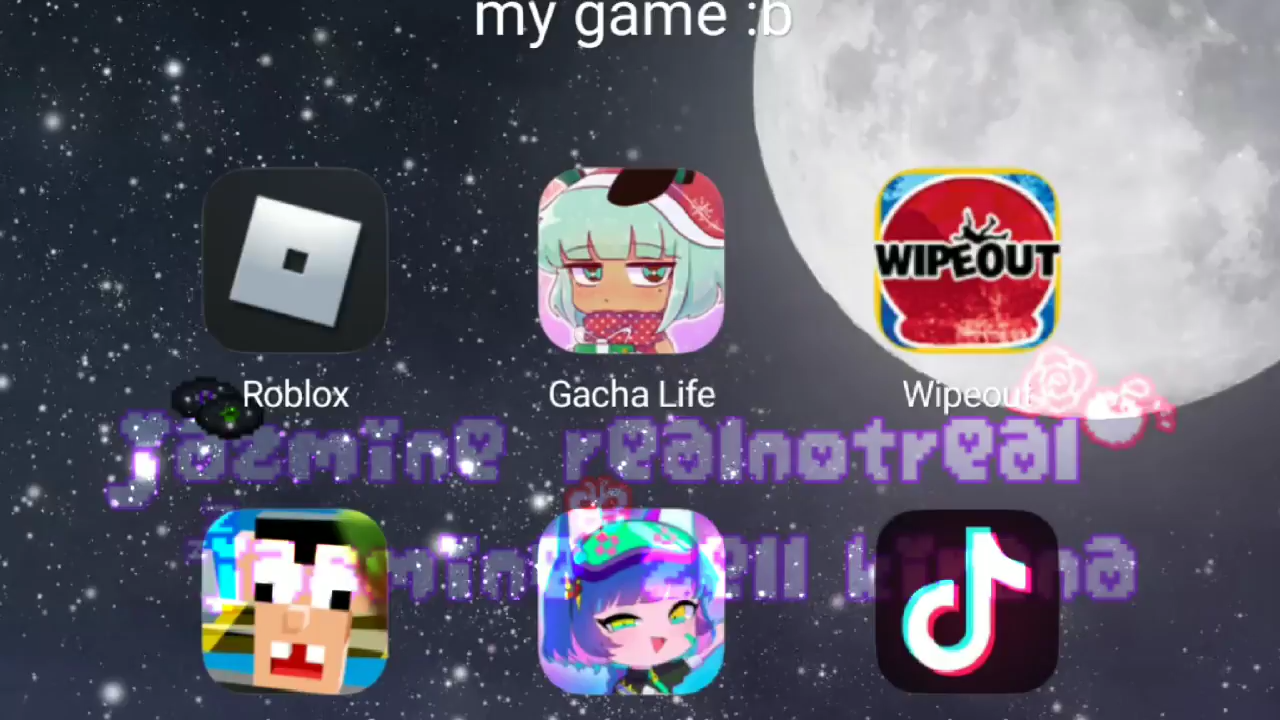 my game :b
WIPEOUT
Roblox
Gacha Life
Wipeout
jazmine realnotreal